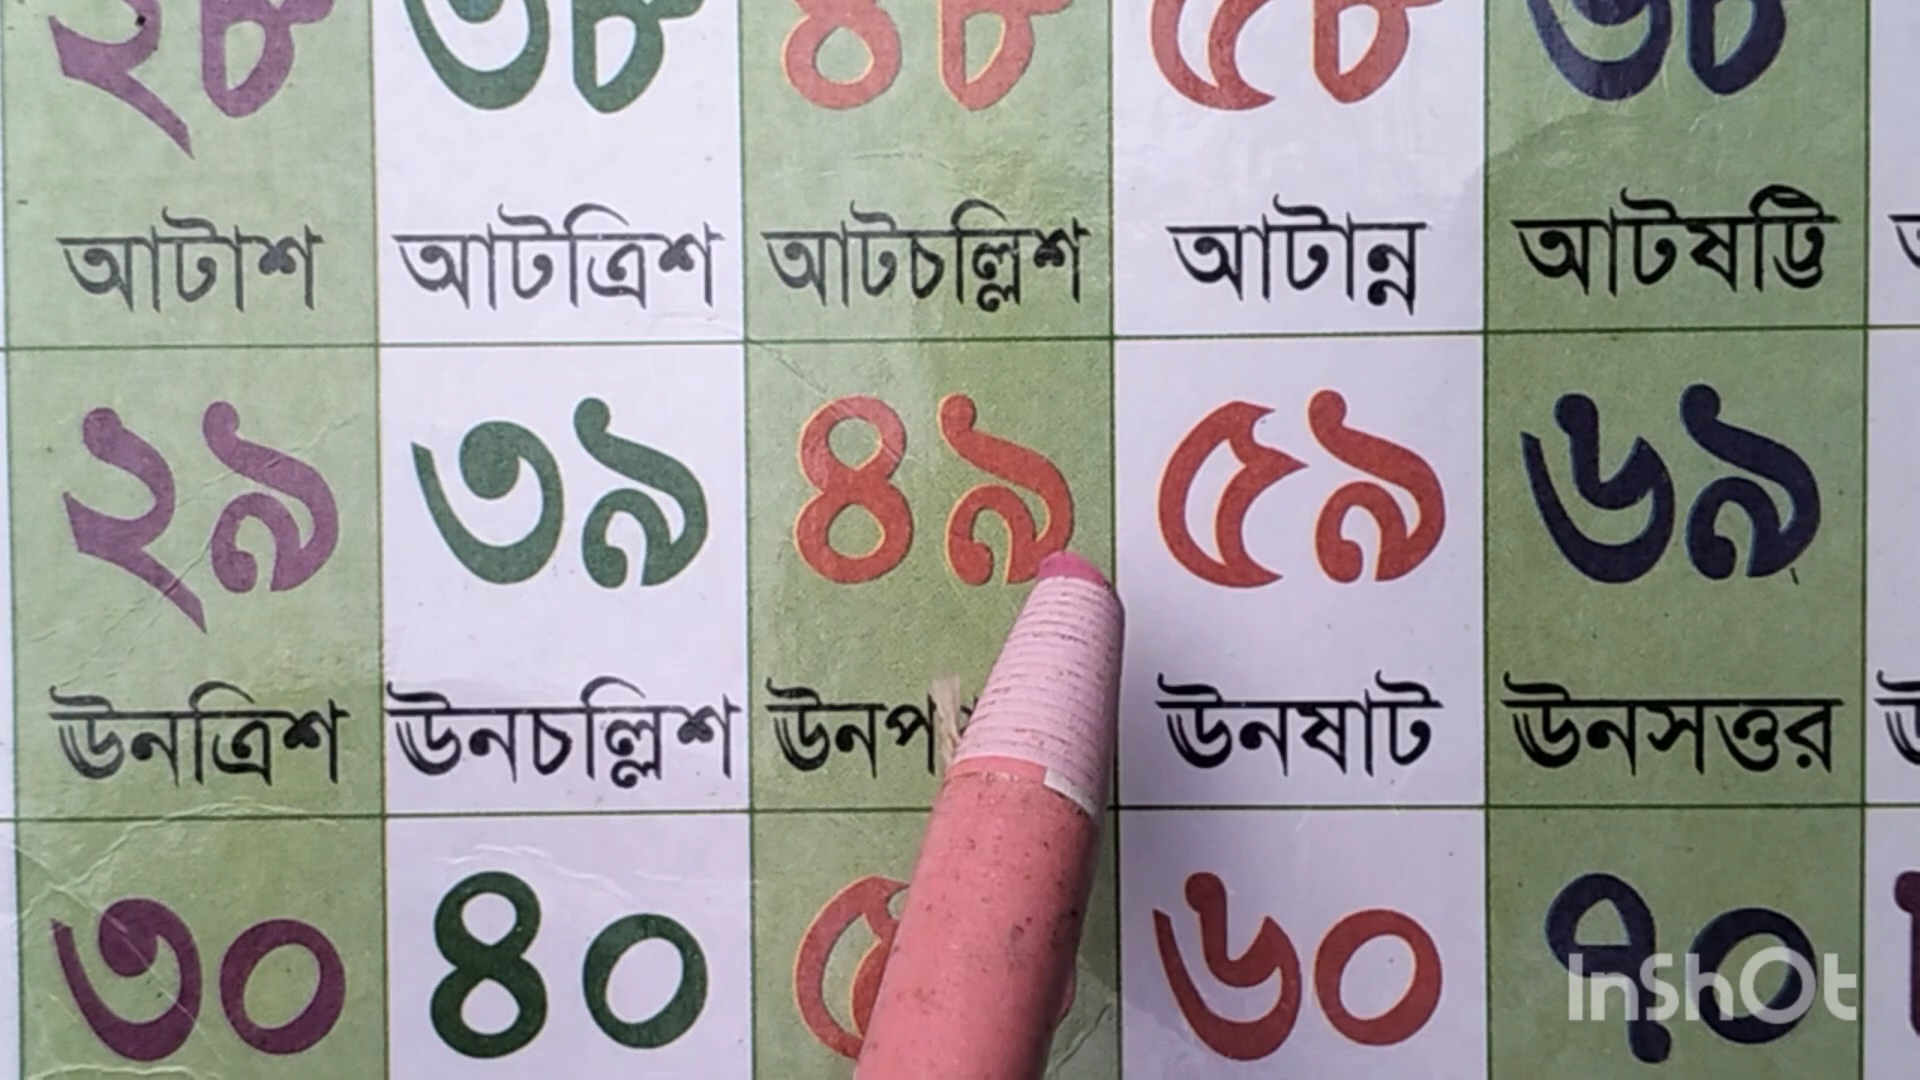 ২৮ ৩৮ ৪৮ ৫৮ ৬৮
আটাশ আটত্রিশ আটচল্লিশ আটান্ন আটষট্টি
২৯ ৩৯ ৪৯ ৫৯ ৬৯
ঊনত্রিশ ঊনচল্লিশ ঊনষাট ঊনসত্তর
৩০ ৪০ ৬০ ৭০
InShOt